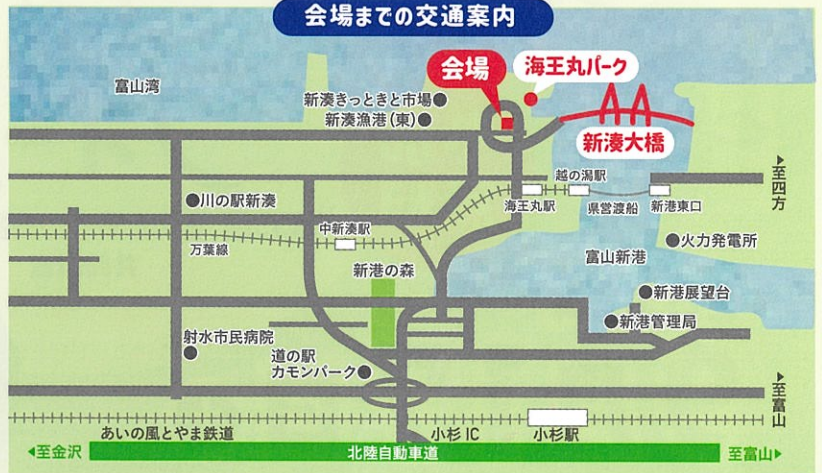 会場までの交通案内
富山湾
会場
海王丸パーク
新湊きっときと市場
新湊漁港(東)
新湊大橋
▶至四方
川の駅新湊
越の潟駅
海王丸駅
県営渡船
新港東口
中新湊駅
万葉線
火力発電所
富山新港
新港の森
新港展望台
新港管理局
射水市民病院
道の駅
カモンパーク
▶至富山
あいの風とやま鉄道
小杉 IC
小杉駅
◀至金沢
北陸自動車道
至富山▶